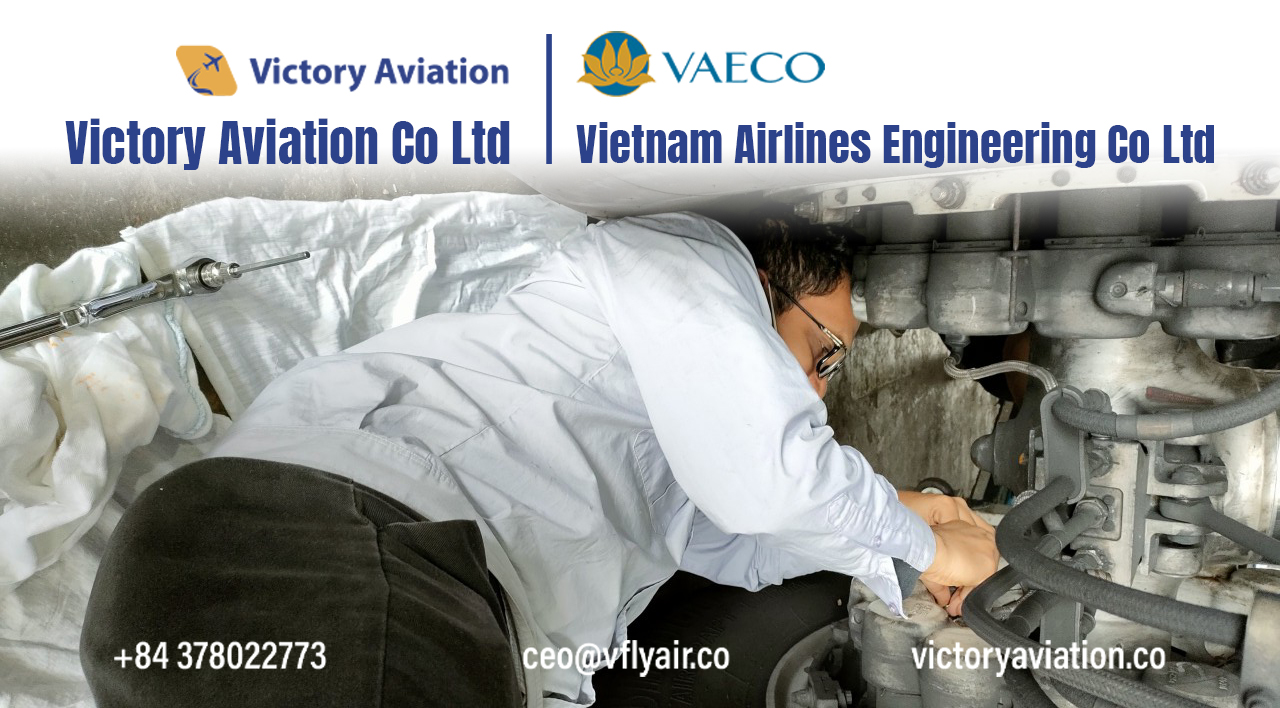 Victory Aviation
VAECO
Victory Aviation Co Ltd
Vietnam Airlines Engineering Co Ltd
+84 378022773
ceo@vflyair.co
victoryaviation.co